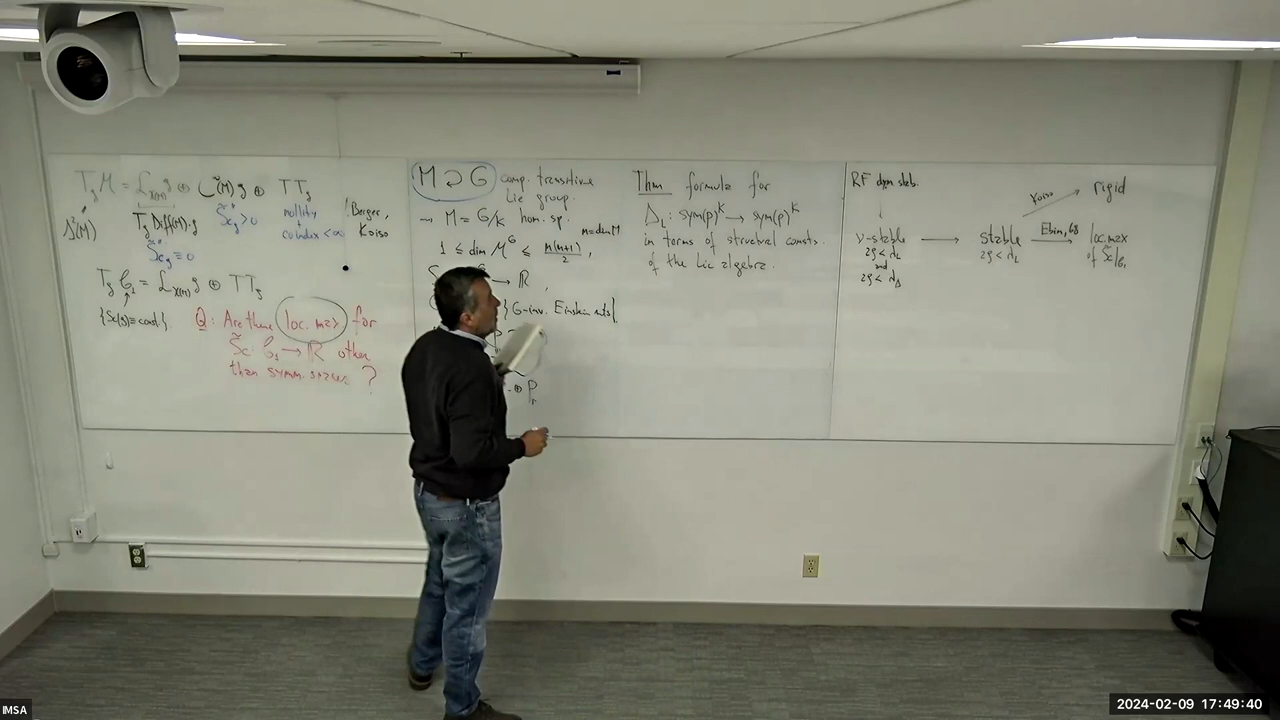 T_g M = L_{X(M)} g ⊕ C^∞(M) g ⊕ TT_g
S²(M)
T_g Diff(M)·g
S̃c''_g > 0
nullity
coindex < ∞
! Berger,
Koiso
S̃c''_g = 0
T_g C_1 = L_{X(M)} g ⊕ TT_g
{Sc(g) = const}
Q: Are there loc. max for
S̃c: C_1 → ℝ other
than symm. spaces ?
M ↻ G comp. transitive
Lie group.
→ M = G/K hom. sp.
n = dim M
1 ≤ dim M^G ≤ n(n+1)/2,
→ ℝ,
{G-inv. Einstein mts}
⊕ p_r
Thm formula for
Δ_L : sym(p)^K → sym(p)^K
in terms of structural consts.
of the Lie algebra.
RF dyn. stab.
ν-stable → stable → loc. max
Koiso
rigid
Ebin, 68
2ρ < λ_L
and
2ρ < λ_Δ
2ρ < λ_L
of S̃c|C_1
IMSA
2024-02-09 17:49:40